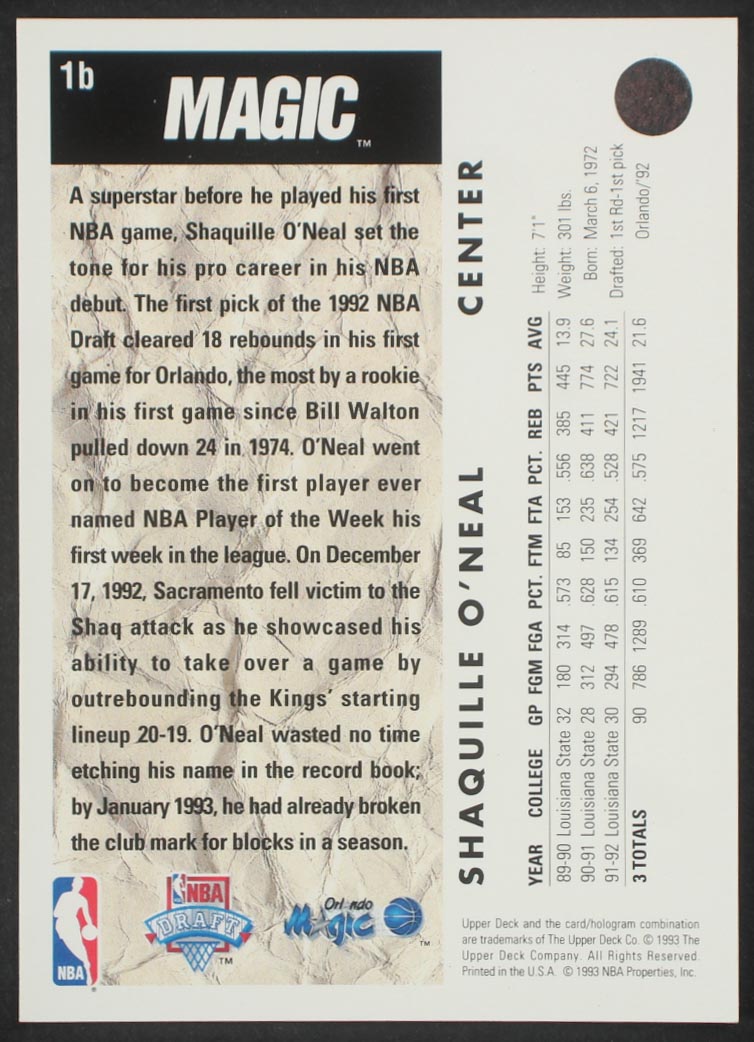 1b
MAGIC™
A superstar before he played his first
NBA game, Shaquille O'Neal set the
tone for his pro career in his NBA
debut. The first pick of the 1992 NBA
Draft cleared 18 rebounds in his first
game for Orlando, the most by a rookie
in his first game since Bill Walton
pulled down 24 in 1974. O'Neal went
on to become the first player ever
named NBA Player of the Week his
first week in the league. On December
17, 1992, Sacramento fell victim to the
Shaq attack as he showcased his
ability to take over a game by
outrebounding the Kings' starting
lineup 20-19. O'Neal wasted no time
etching his name in the record book;
by January 1993, he had already broken
the club mark for blocks in a season.
NBA
®
NBA
DRAFT
™
Orlando
Magic
™
SHAQUILLE O'NEAL CENTER
Height: 7'1"
Weight: 301 lbs.
Born: March 6, 1972
Drafted: 1st Rd-1st pick
Orlando/'92
YEAR COLLEGE GP FGM FGA PCT. FTM FTA PCT. REB PTS AVG
89-90 Louisiana State 32 180 314 .573 85 153 .556 385 445 13.9
90-91 Louisiana State 28 312 497 .628 150 235 .638 411 774 27.6
91-92 Louisiana State 30 294 478 .615 134 254 .528 421 722 24.1
3 TOTALS 90 786 1289 .610 369 642 .575 1217 1941 21.6
Upper Deck and the card/hologram combination
are trademarks of The Upper Deck Co. © 1993 The
Upper Deck Company. All Rights Reserved.
Printed in the U.S.A. © 1993 NBA Properties, Inc.